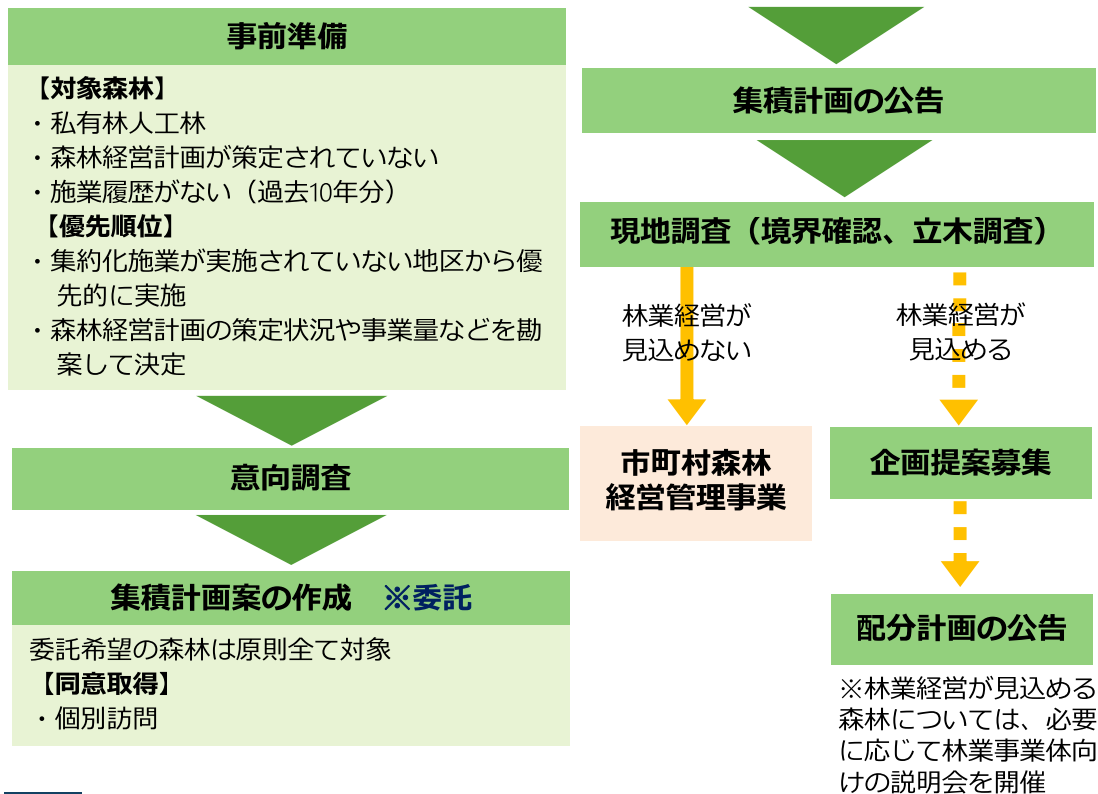 事前準備
【対象森林】
・私有林人工林
・森林経営計画が策定されていない
・施業履歴がない（過去10年分）
【優先順位】
・集約化施業が実施されていない地区から優
先的に実施
・森林経営計画の策定状況や事業量などを勘
案して決定
意向調査
集積計画案の作成　※委託
委託希望の森林は原則全て対象
【同意取得】
・個別訪問
集積計画の公告
現地調査（境界確認、立木調査）
林業経営が
見込めない
林業経営が
見込める
市町村森林
経営管理事業
企画提案募集
配分計画の公告
※林業経営が見込める
森林については、必要
に応じて林業事業体向
けの説明会を開催